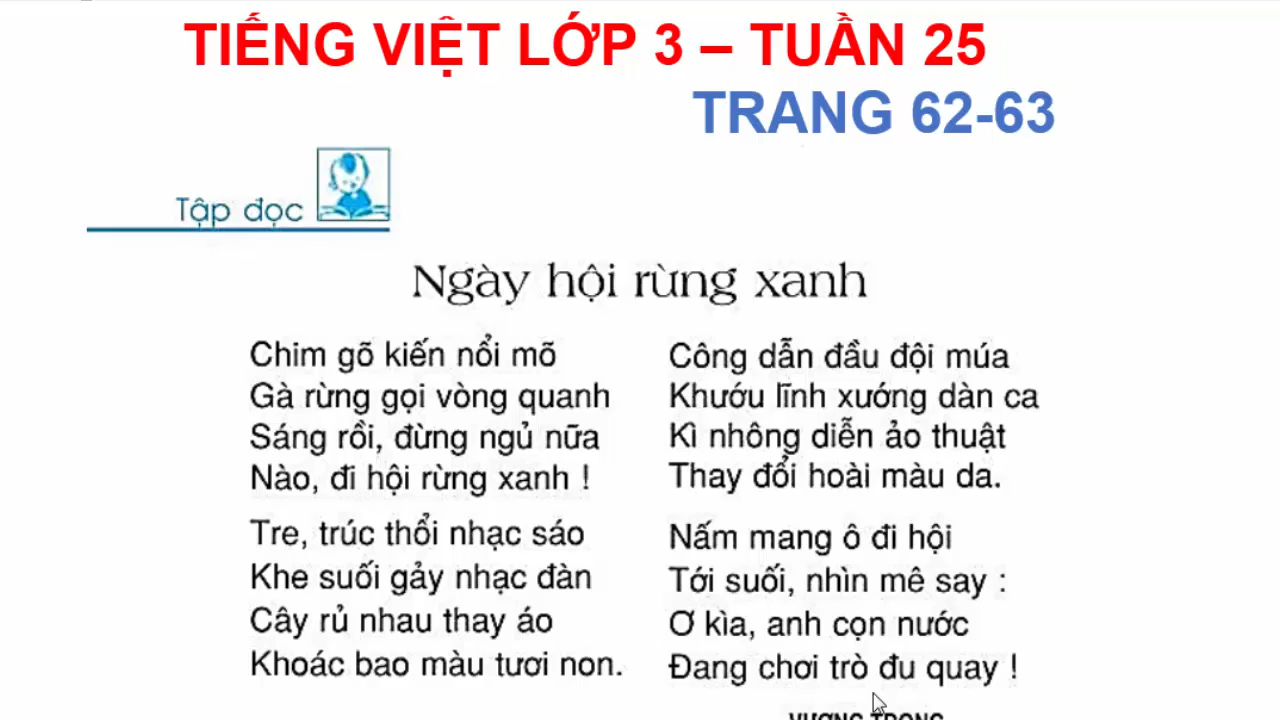 TIẾNG VIỆT LỚP 3 – TUẦN 25
TRANG 62-63
Tập đọc
Ngày hội rừng xanh
Chim gõ kiến nổi mõ
Gà rừng gọi vòng quanh
Sáng rồi, đừng ngủ nữa
Nào, đi hội rừng xanh !
Tre, trúc thổi nhạc sáo
Khe suối gảy nhạc đàn
Cây rủ nhau thay áo
Khoác bao màu tươi non.
Công dẫn đầu đội múa
Khướu lĩnh xướng dàn ca
Kì nhông diễn ảo thuật
Thay đổi hoài màu da.
Nấm mang ô đi hội
Tới suối, nhìn mê say :
Ơ kìa, anh cọn nước
Đang chơi trò đu quay !
VƯƠNG TRỌNG